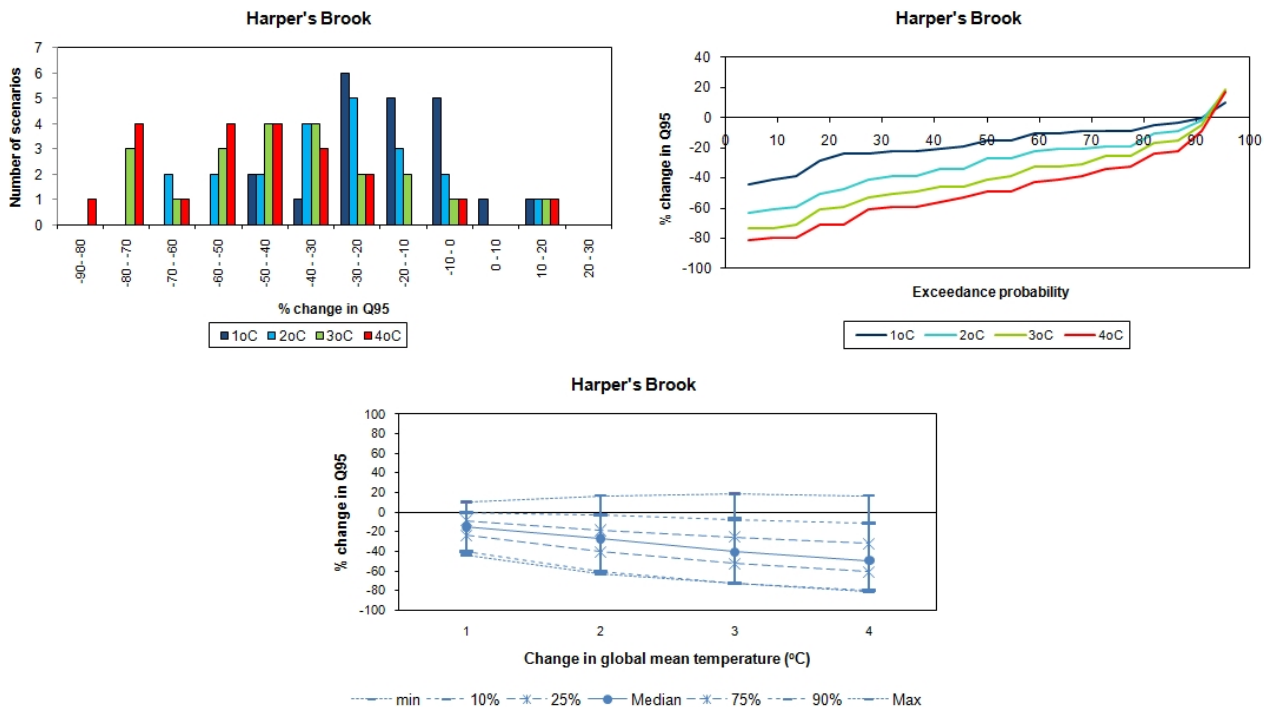 Harper's Brook
Number of scenarios
7
6
5
4
3
2
1
0
-90--80
-80 - -70
-70 - -60
-60 - -50
-50 - -40
-40 - -30
-30 - -20
-20 - -10
-10 - 0
0 - 10
10 - 20
20 - 30
% change in Q95
1oC 2oC 3oC 4oC
Harper's Brook
% change in Q95
40
20
0
-20
-40
-60
-80
-100
0 10 20 30 40 50 60 70 80 90 100
Exceedance probability
1oC 2oC 3oC 4oC
Harper's Brook
% change in Q95
100
80
60
40
20
0
-20
-40
-60
-80
-100
1 2 3 4
Change in global mean temperature (ºC)
min 10% 25% Median 75% 90% Max